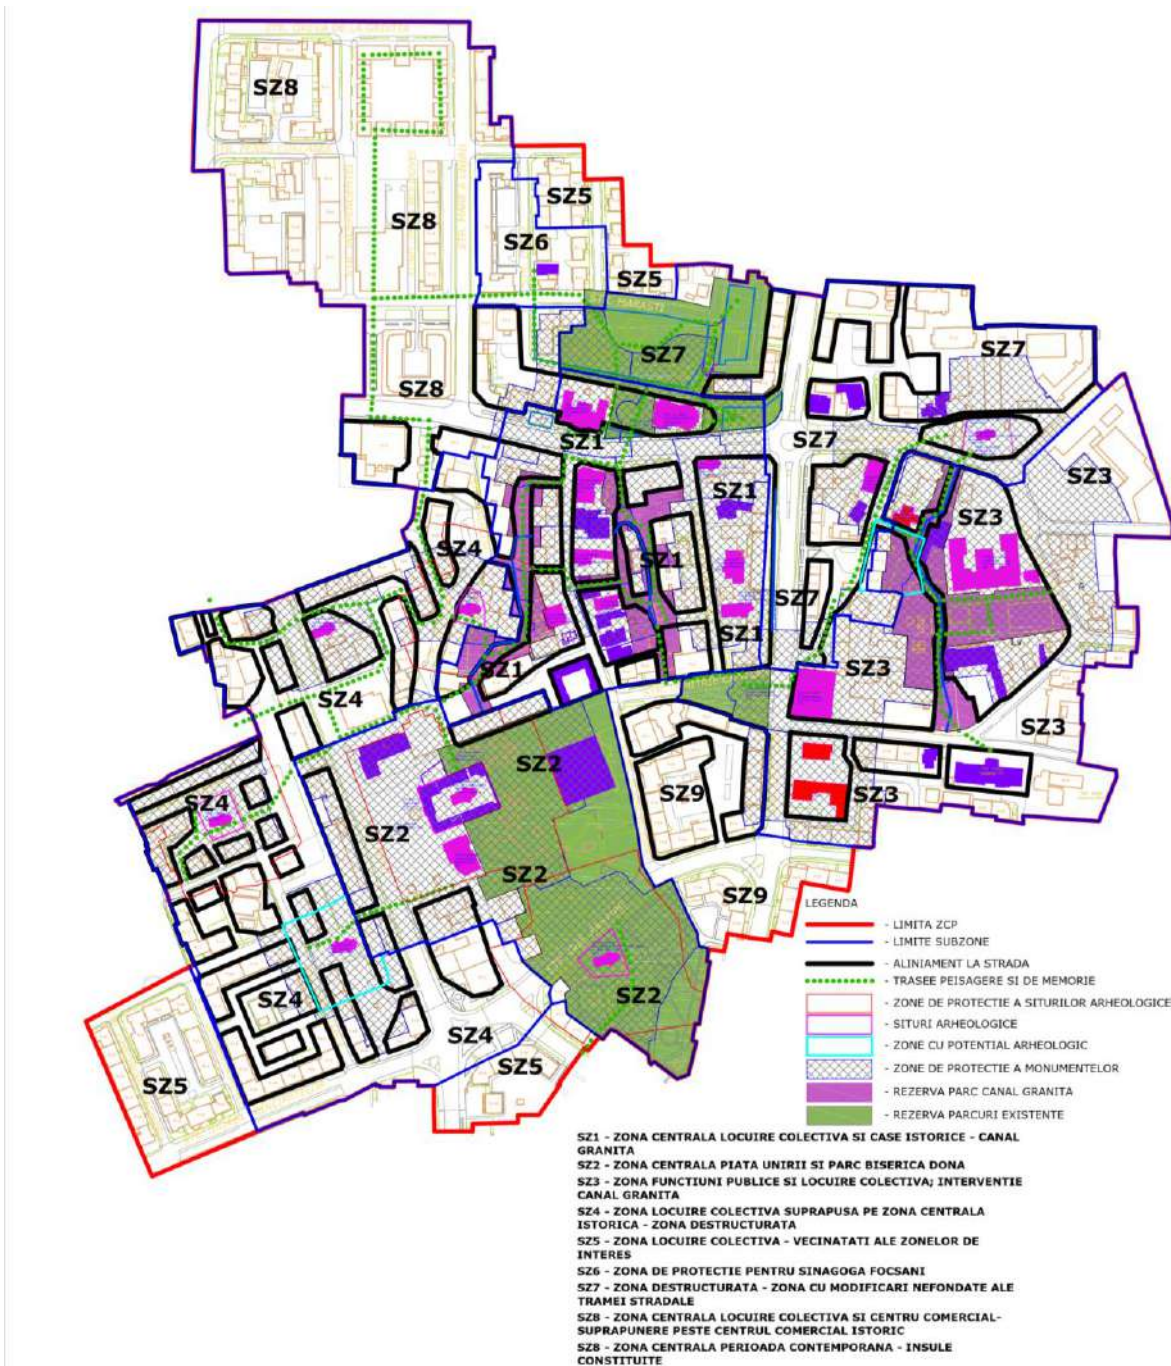 SZ8
SZ8
SZ5
SZ6
SZ5
MARASTI
SZ7
SZ7
SZ8
SZ1
SZ7
SZ3
SZ1
SZ3
SZ4
SZ1
SZ7
SZ1
SZ1
SZ3
SZ4
SZ3
SZ2
SZ9
SZ3
SZ4
SZ2
SZ2
SZ9
SZ4
SZ2
SZ4
SZ5
SZ5
LEGENDA
- LIMITA ZCP
- LIMITE SUBZONE
- ALINIAMENT LA STRADA
- TRASEE PEISAGERE SI DE MEMORIE
- ZONE DE PROTECTIE A SITURILOR ARHEOLOGICE
- SITURI ARHEOLOGICE
- ZONE CU POTENTIAL ARHEOLOGIC
- ZONE DE PROTECTIE A MONUMENTELOR
- REZERVA PARC CANAL GRANITA
- REZERVA PARCURI EXISTENTE
SZ1 - ZONA CENTRALA LOCUIRE COLECTIVA SI CASE ISTORICE - CANAL
GRANITA
SZ2 - ZONA CENTRALA PIATA UNIRII SI PARC BISERICA DONA
SZ3 - ZONA FUNCTIUNI PUBLICE SI LOCUIRE COLECTIVA; INTERVENTIE
CANAL GRANITA
SZ4 - ZONA LOCUIRE COLECTIVA SUPRAPUSA PE ZONA CENTRALA
ISTORICA - ZONA DESTRUCTURATA
SZ5 - ZONA LOCUIRE COLECTIVA - VECINATATI ALE ZONELOR DE
INTERES
SZ6 - ZONA DE PROTECTIE PENTRU SINAGOGA FOCSANI
SZ7 - ZONA DESTRUCTURATA - ZONA CU MODIFICARI NEFONDATE ALE
TRAMEI STRADALE
SZ8 - ZONA CENTRALA LOCUIRE COLECTIVA SI CENTRU COMERCIAL-
SUPRAPUNERE PESTE CENTRUL COMERCIAL ISTORIC
SZ8 - ZONA CENTRALA PERIOADA CONTEMPORANA - INSULE
CONSTITUITE